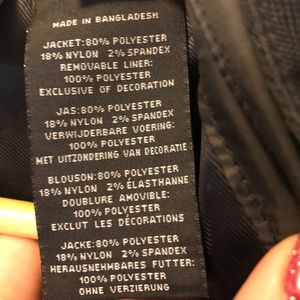 MADE IN BANGLADESH
JACKET:80% POLYESTER
18% NYLON 2% SPANDEX
REMOVABLE LINER:
100% POLYESTER
EXCLUSIVE OF DECORATION
JAS:80% POLYESTER
18% NYLON 2% SPANDEX
VERWIJDERBARE VOERING:
100% POLYESTER
MET UITZONDERING VAN DECORATIE
BLOUSON:80% POLYESTER
18% NYLON 2% ÉLASTHANNE
DOUBLURE AMOVIBLE:
100% POLYESTER
EXCLUT LES DÉCORATIONS
JACKE:80% POLYESTER
18% NYLON 2% SPANDEX
HERAUSNEHMBARES FUTTER:
100% POLYESTER
OHNE VERZIERUNG